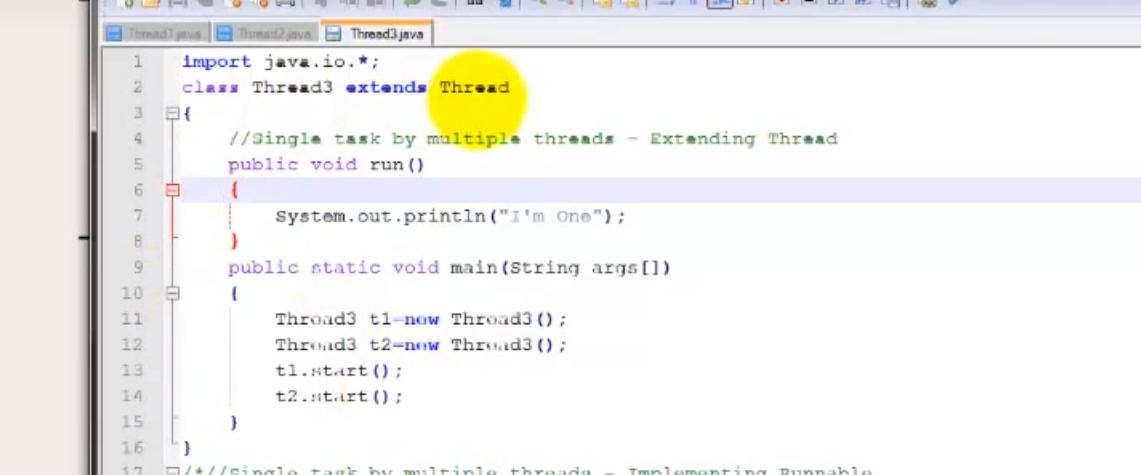 Thread1.java Thread2.java Thread3.java
1 import java.io.*;
2 class Thread3 extends Thread
3 {
4 //Single task by multiple threads - Extending Thread
5 public void run()
6 {
7 System.out.println("I'm One");
8 }
9 public static void main(String args[])
10 {
11 Thread3 t1=new Thread3();
12 Thread3 t2=new Thread3();
13 t1.start();
14 t2.start();
15 }
16 }
17 /*//Single task by multiple threads - Implementing Runnable